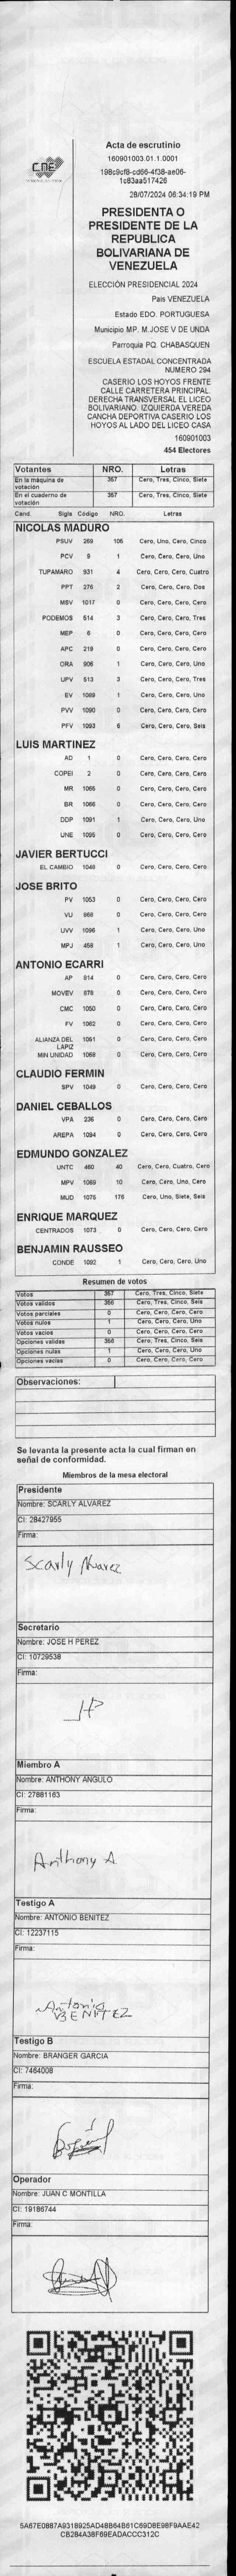 CNE
Acta de escrutinio
160901003.01.1.0001
198c9cf8-cd66-4f38-ae06-
1c83aa517426
28/07/2024 06:34:19 PM
PRESIDENTA O
PRESIDENTE DE LA
REPUBLICA
BOLIVARIANA DE
VENEZUELA
ELECCIÓN PRESIDENCIAL 2024
Pais VENEZUELA
Estado EDO. PORTUGUESA
Municipio MP. M.JOSE V DE UNDA
Parroquia PQ. CHABASQUEN
ESCUELA ESTADAL CONCENTRADA
NUMERO 294
CASERIO LOS HOYOS FRENTE
CALLE CARRETERA PRINCIPAL.
DERECHA TRANSVERSAL EL LICEO
BOLIVARIANO. IZQUIERDA VEREDA
CANCHA DEPORTIVA CASERIO LOS
HOYOS AL LADO DEL LICEO CASA
160901003
454 Electores
Votantes NRO. Letras
En la máquina de votación 357 Cero, Tres, Cinco, Siete
En el cuaderno de votación 357 Cero, Tres, Cinco, Siete
Cand. Sigla Código NRO. Letras
NICOLAS MADURO
PSUV 269 105 Cero, Uno, Cero, Cinco
PCV 9 1 Cero, Cero, Cero, Uno
TUPAMARO 931 4 Cero, Cero, Cero, Cuatro
PPT 276 2 Cero, Cero, Cero, Dos
MSV 1017 0 Cero, Cero, Cero, Cero
PODEMOS 514 3 Cero, Cero, Cero, Tres
MEP 6 0 Cero, Cero, Cero, Cero
APC 219 0 Cero, Cero, Cero, Cero
ORA 906 1 Cero, Cero, Cero, Uno
UPV 513 3 Cero, Cero, Cero, Tres
EV 1089 1 Cero, Cero, Cero, Uno
PVV 1090 0 Cero, Cero, Cero, Cero
PFV 1093 6 Cero, Cero, Cero, Seis
LUIS MARTINEZ
AD 1 0 Cero, Cero, Cero, Cero
COPEI 2 0 Cero, Cero, Cero, Cero
MR 1065 0 Cero, Cero, Cero, Cero
BR 1066 0 Cero, Cero, Cero, Cero
DDP 1091 1 Cero, Cero, Cero, Uno
UNE 1095 0 Cero, Cero, Cero, Cero
JAVIER BERTUCCI
EL CAMBIO 1046 0 Cero, Cero, Cero, Cero
JOSE BRITO
PV 1053 0 Cero, Cero, Cero, Cero
VU 868 0 Cero, Cero, Cero, Cero
UVV 1096 1 Cero, Cero, Cero, Uno
MPJ 458 1 Cero, Cero, Cero, Uno
ANTONIO ECARRI
AP 814 0 Cero, Cero, Cero, Cero
MOVEV 878 0 Cero, Cero, Cero, Cero
CMC 1050 0 Cero, Cero, Cero, Cero
FV 1062 0 Cero, Cero, Cero, Cero
ALIANZA DEL LAPIZ 1061 0 Cero, Cero, Cero, Cero
MIN UNIDAD 1068 0 Cero, Cero, Cero, Cero
CLAUDIO FERMIN
SPV 1049 0 Cero, Cero, Cero, Cero
DANIEL CEBALLOS
VPA 236 0 Cero, Cero, Cero, Cero
AREPA 1094 0 Cero, Cero, Cero, Cero
EDMUNDO GONZALEZ
UNTC 460 40 Cero, Cero, Cuatro, Cero
MPV 1069 10 Cero, Cero, Uno, Cero
MUD 1075 176 Cero, Uno, Siete, Seis
ENRIQUE MARQUEZ
CENTRADOS 1073 0 Cero, Cero, Cero, Cero
BENJAMIN RAUSSEO
CONDE 1092 1 Cero, Cero, Cero, Uno
Resumen de votos
Votos 357 Cero, Tres, Cinco, Siete
Votos validos 356 Cero, Tres, Cinco, Seis
Votos parciales 0 Cero, Cero, Cero, Cero
Votos nulos 1 Cero, Cero, Cero, Uno
Votos vacios 0 Cero, Cero, Cero, Cero
Opciones validas 356 Cero, Tres, Cinco, Seis
Opciones nulas 1 Cero, Cero, Cero, Uno
Opciones vacias 0 Cero, Cero, Cero, Cero
Observaciones:
Se levanta la presente acta la cual firman en
señal de conformidad.
Miembros de la mesa electoral
Presidente
Nombre: SCARLY ALVAREZ
CI: 28427955
Firma:
Scarly Alvarez
Secretario
Nombre: JOSE H PEREZ
CI: 10729538
Firma:
Miembro A
Nombre: ANTHONY ANGULO
CI: 27881163
Firma:
Anthony A
Testigo A
Nombre: ANTONIO BENITEZ
CI: 12237115
Firma:
Antonio
BENITEZ
Testigo B
Nombre: BRANGER GARCIA
CI: 7464008
Firma:
Operador
Nombre: JUAN C MONTILLA
CI: 19186744
Firma:
5A67E0887A9318925AD48B64B61C69D8E98F9AAE42
CB284A38F69EADACCC312C